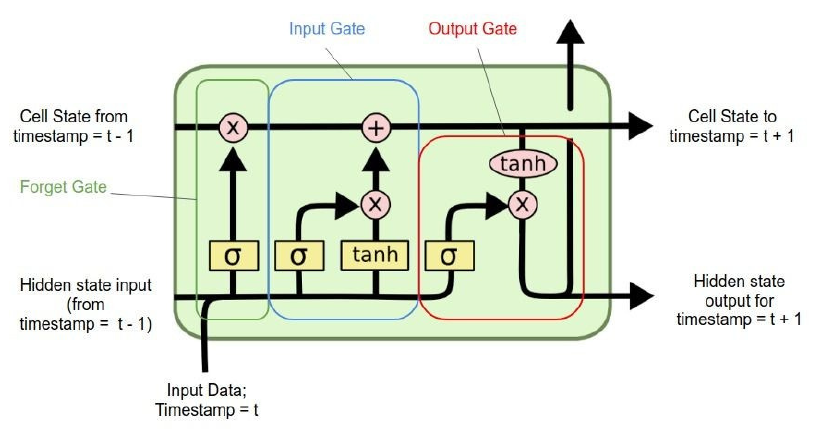 Input Gate
Output Gate
Cell State from
timestamp = t - 1
x
+
Cell State to
timestamp = t + 1
tanh
Forget Gate
x
x
σ
σ
tanh
σ
Hidden state input
(from
timestamp = t - 1)
Hidden state
output for
timestamp = t + 1
Input Data;
Timestamp = t